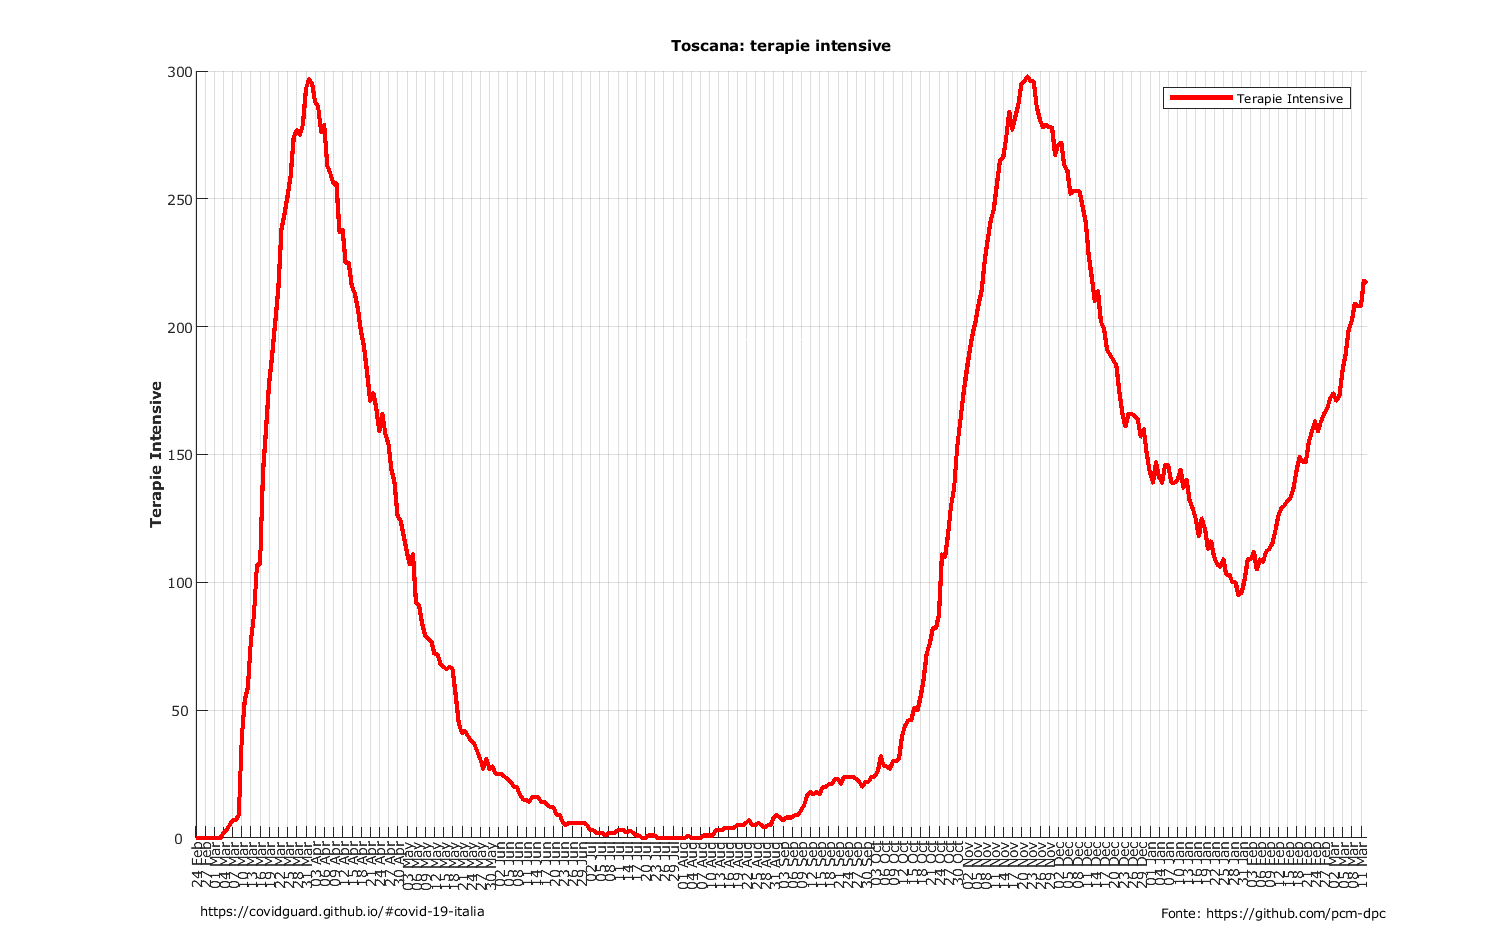 Toscana: terapie intensive
Terapie Intensive
Terapie Intensive
300
250
200
150
100
50
0
24 Feb
27 Feb
01 Mar
04 Mar
07 Mar
10 Mar
13 Mar
16 Mar
19 Mar
22 Mar
25 Mar
28 Mar
31 Mar
03 Apr
06 Apr
09 Apr
12 Apr
15 Apr
18 Apr
21 Apr
24 Apr
27 Apr
30 Apr
03 May
06 May
09 May
12 May
15 May
18 May
21 May
24 May
27 May
30 May
02 Jun
05 Jun
08 Jun
11 Jun
14 Jun
17 Jun
20 Jun
23 Jun
26 Jun
29 Jun
02 Jul
05 Jul
08 Jul
11 Jul
14 Jul
17 Jul
20 Jul
23 Jul
26 Jul
29 Jul
01 Aug
04 Aug
07 Aug
10 Aug
13 Aug
16 Aug
19 Aug
22 Aug
25 Aug
28 Aug
31 Aug
03 Sep
06 Sep
09 Sep
12 Sep
15 Sep
18 Sep
21 Sep
24 Sep
27 Sep
30 Sep
03 Oct
06 Oct
09 Oct
12 Oct
15 Oct
18 Oct
21 Oct
24 Oct
27 Oct
30 Oct
02 Nov
05 Nov
08 Nov
11 Nov
14 Nov
17 Nov
20 Nov
23 Nov
26 Nov
29 Nov
02 Dec
05 Dec
08 Dec
11 Dec
14 Dec
17 Dec
20 Dec
23 Dec
26 Dec
29 Dec
01 Jan
04 Jan
07 Jan
10 Jan
13 Jan
16 Jan
19 Jan
22 Jan
25 Jan
28 Jan
31 Jan
03 Feb
06 Feb
09 Feb
12 Feb
15 Feb
18 Feb
21 Feb
24 Feb
27 Feb
02 Mar
05 Mar
08 Mar
11 Mar
https://covidguard.github.io/#covid-19-italia
Fonte: https://github.com/pcm-dpc